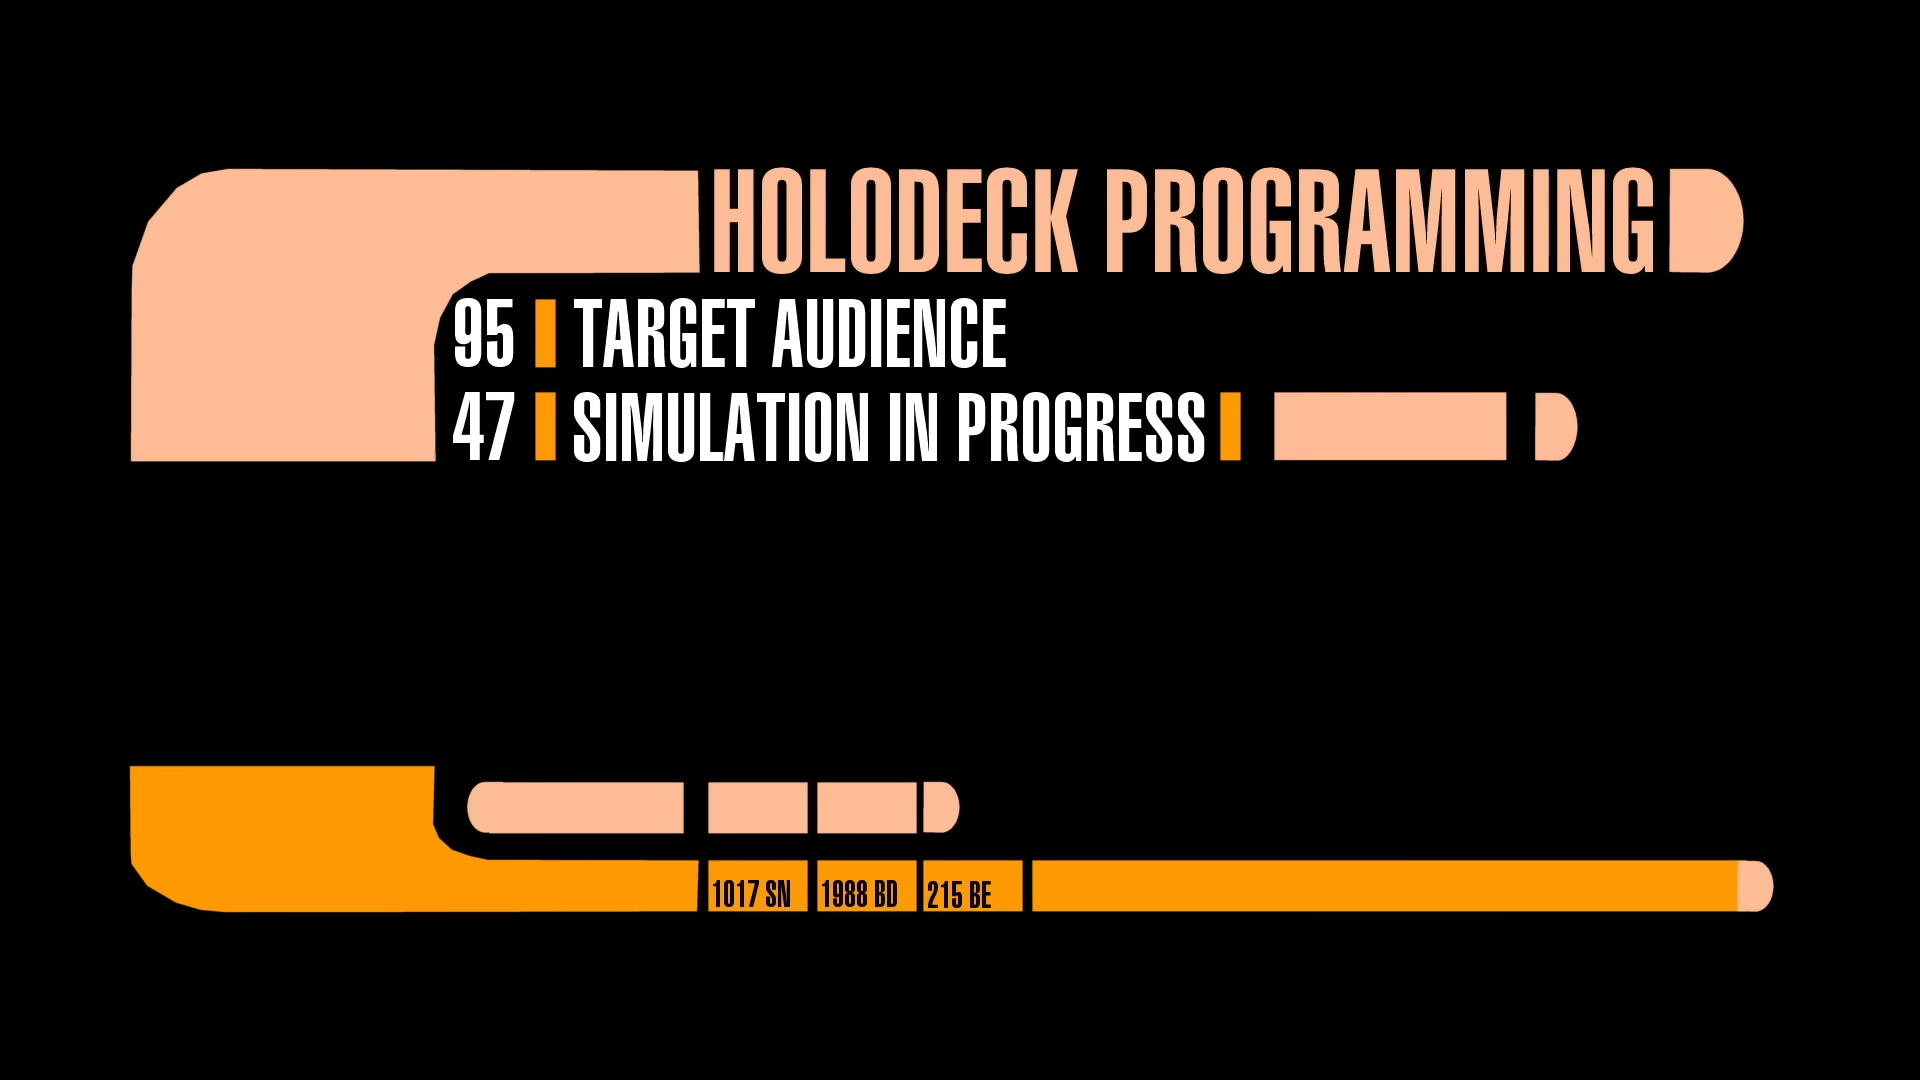 HOLODECK PROGRAMMING
95 TARGET AUDIENCE
47 SIMULATION IN PROGRESS
1017 SN 1988 BD 215 BE